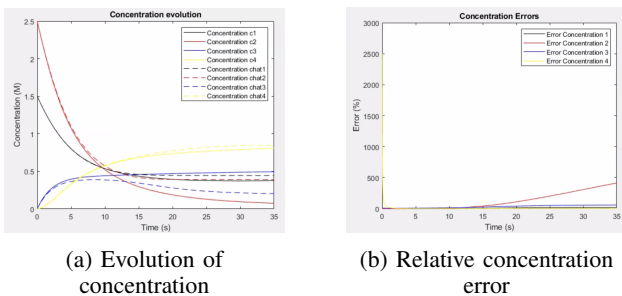 Concentration evolution
2.5
2
1.5
1
0.5
0
0 5 10 15 20 25 30 35
Concentration (M)
Time (s)
Concentration c1
Concentration c2
Concentration c3
Concentration c4
Concentration chat1
Concentration chat2
Concentration chat3
Concentration chat4
(a) Evolution of
concentration
Concentration Errors
3000
2500
2000
1500
1000
500
0
0 5 10 15 20 25 30 35
Error (%)
Time (s)
Error Concentration 1
Error Concentration 2
Error Concentration 3
Error Concentration 4
(b) Relative concentration
error